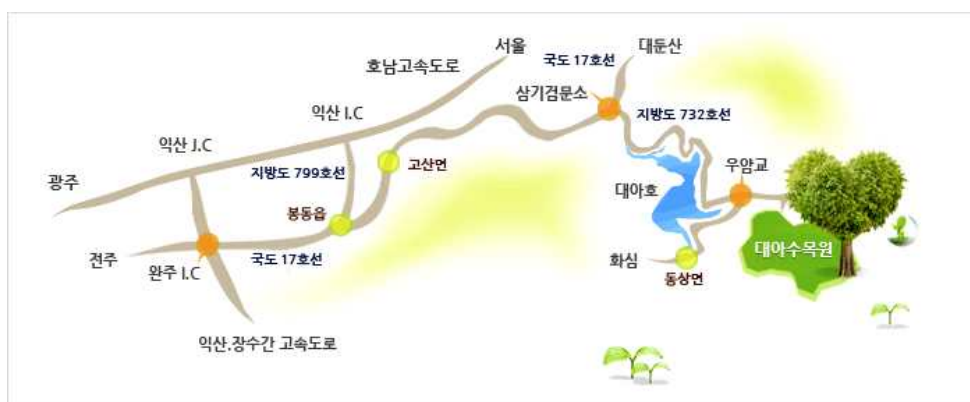 서울
대둔산
국도 17호선
호남고속도로
삼기검문소
익산 I.C
지방도 732호선
익산 J.C
고산면
지방도 799호선
우암교
광주
대아호
봉동읍
대아수목원
전주
국도 17호선
화심
완주 I.C
동상면
익산.장수간 고속도로